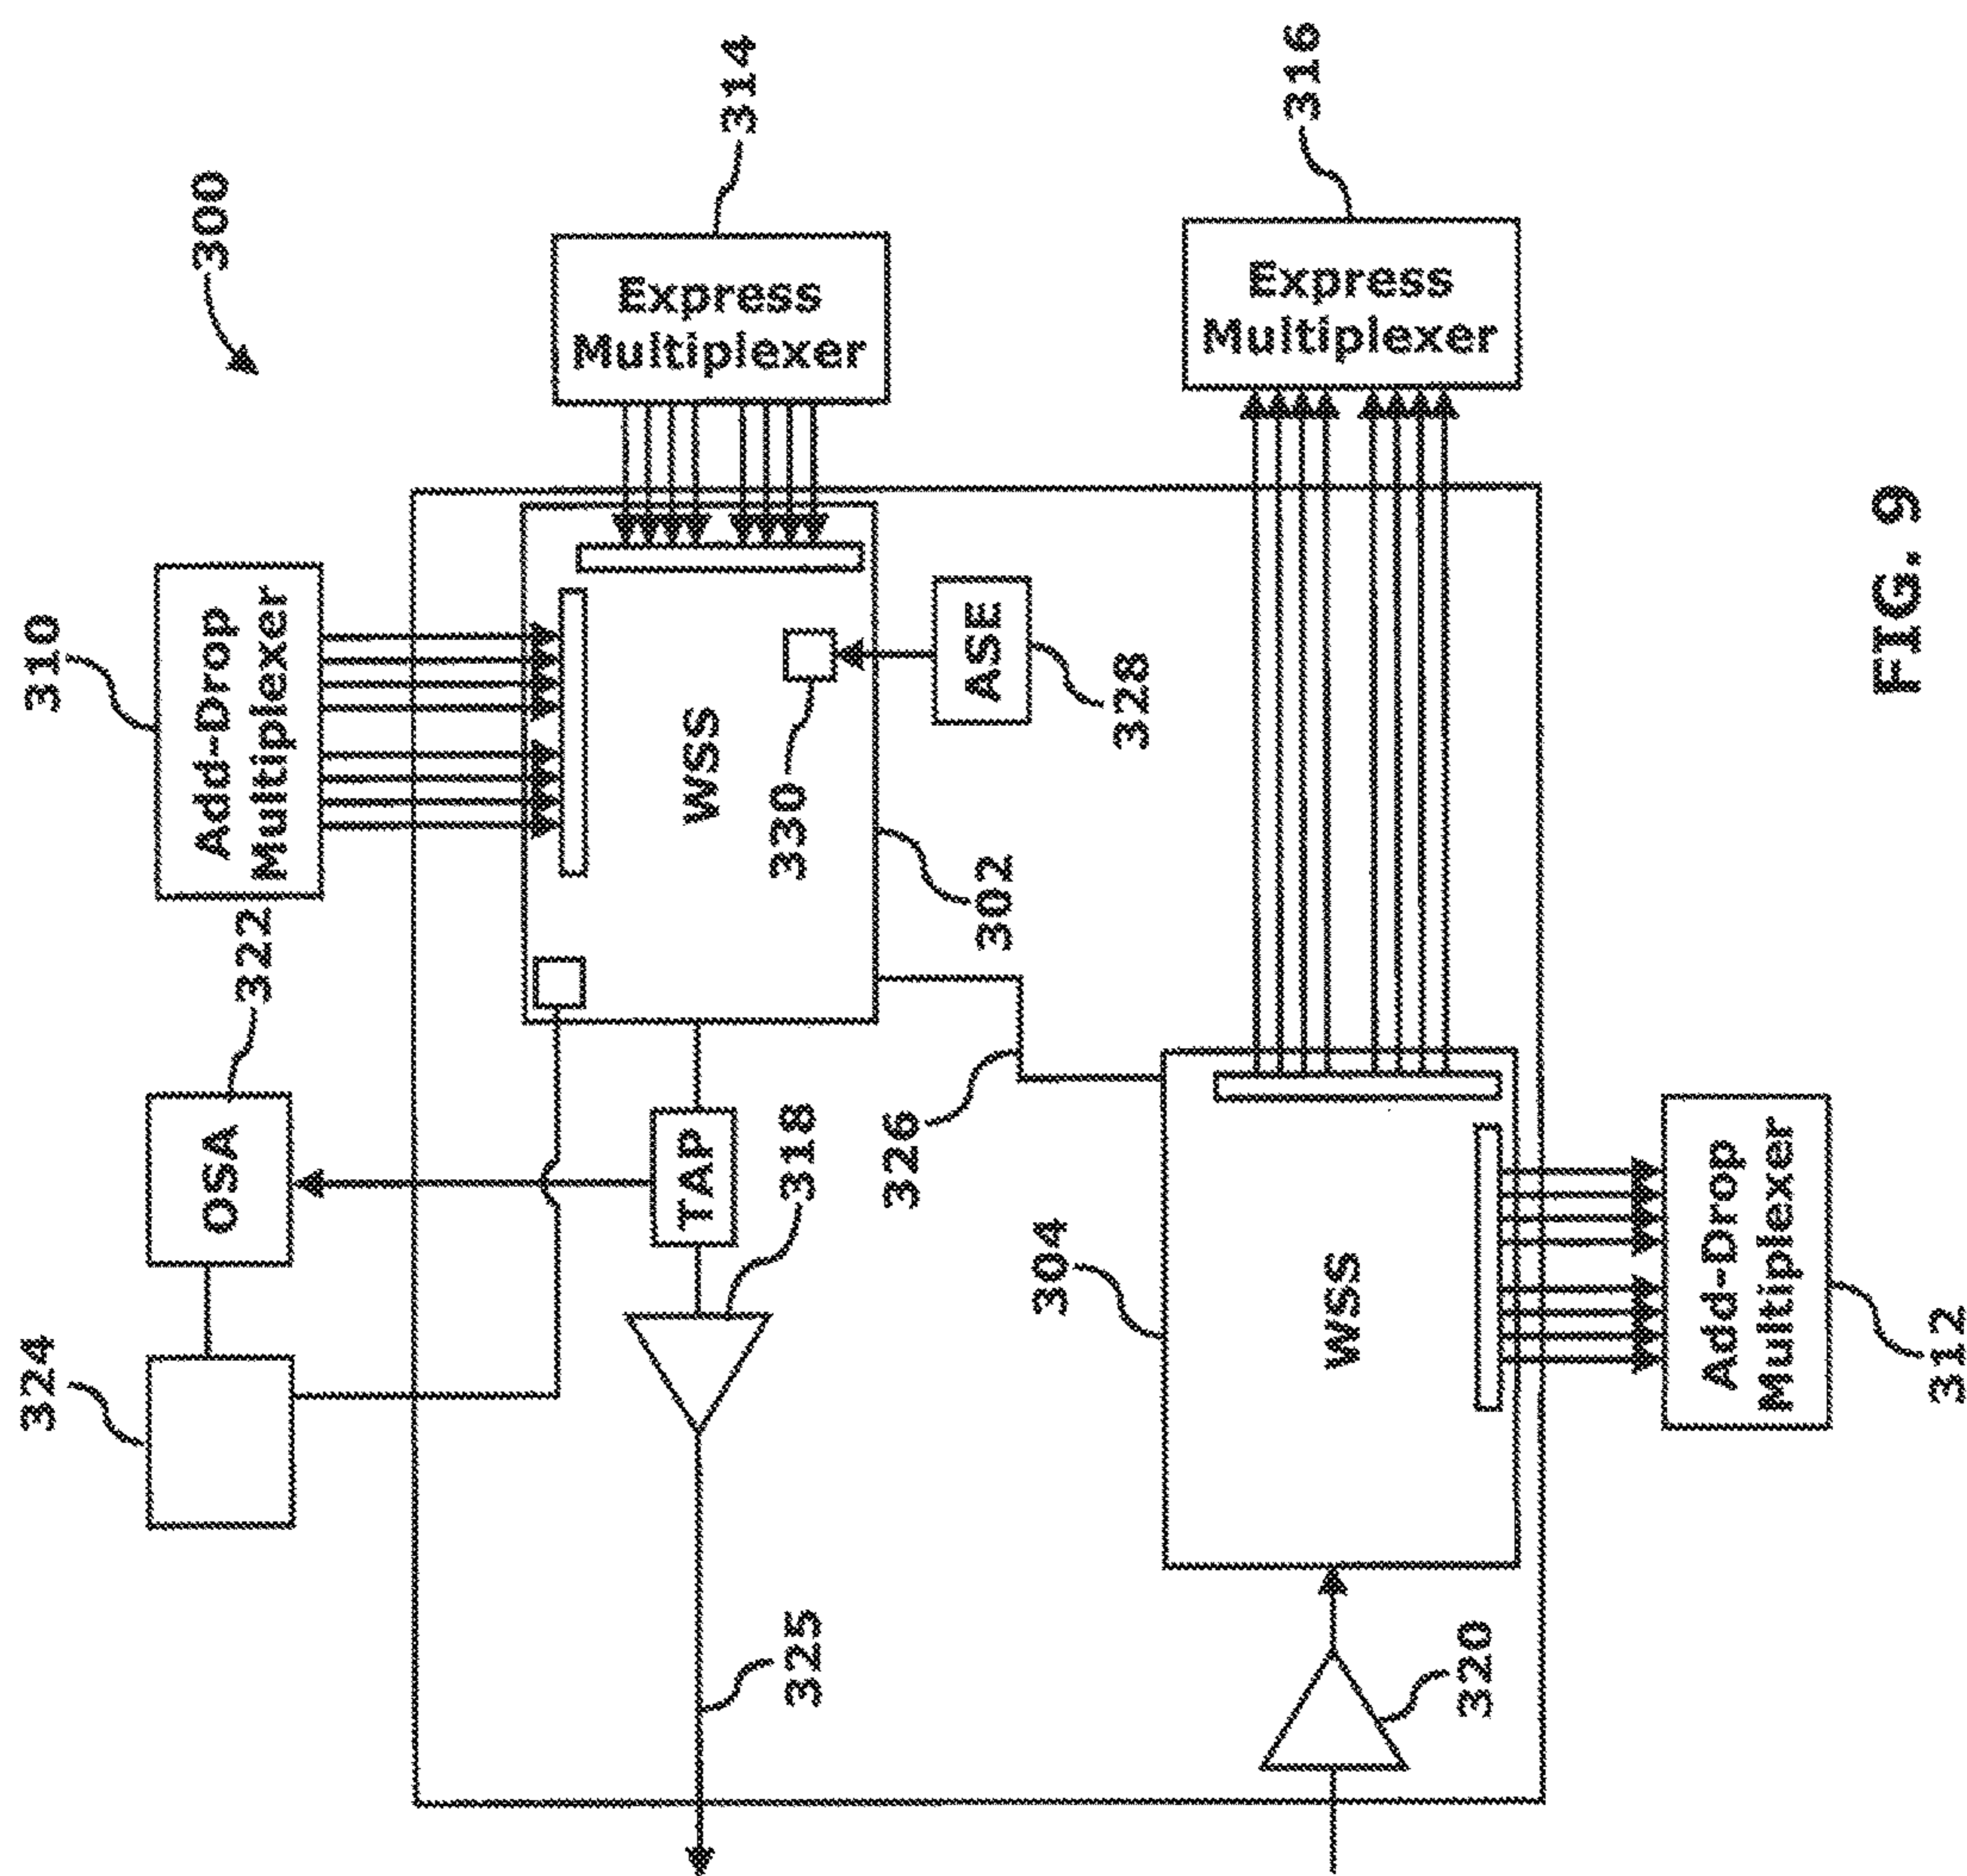 300
310
Add-Drop
Multiplexer
314
Express
Multiplexer
322
OSA
324
WSS
330
ASE
328
302
TAP
318
325
326
304
WSS
320
Express
Multiplexer
316
Add-Drop
Multiplexer
312
FIG. 9